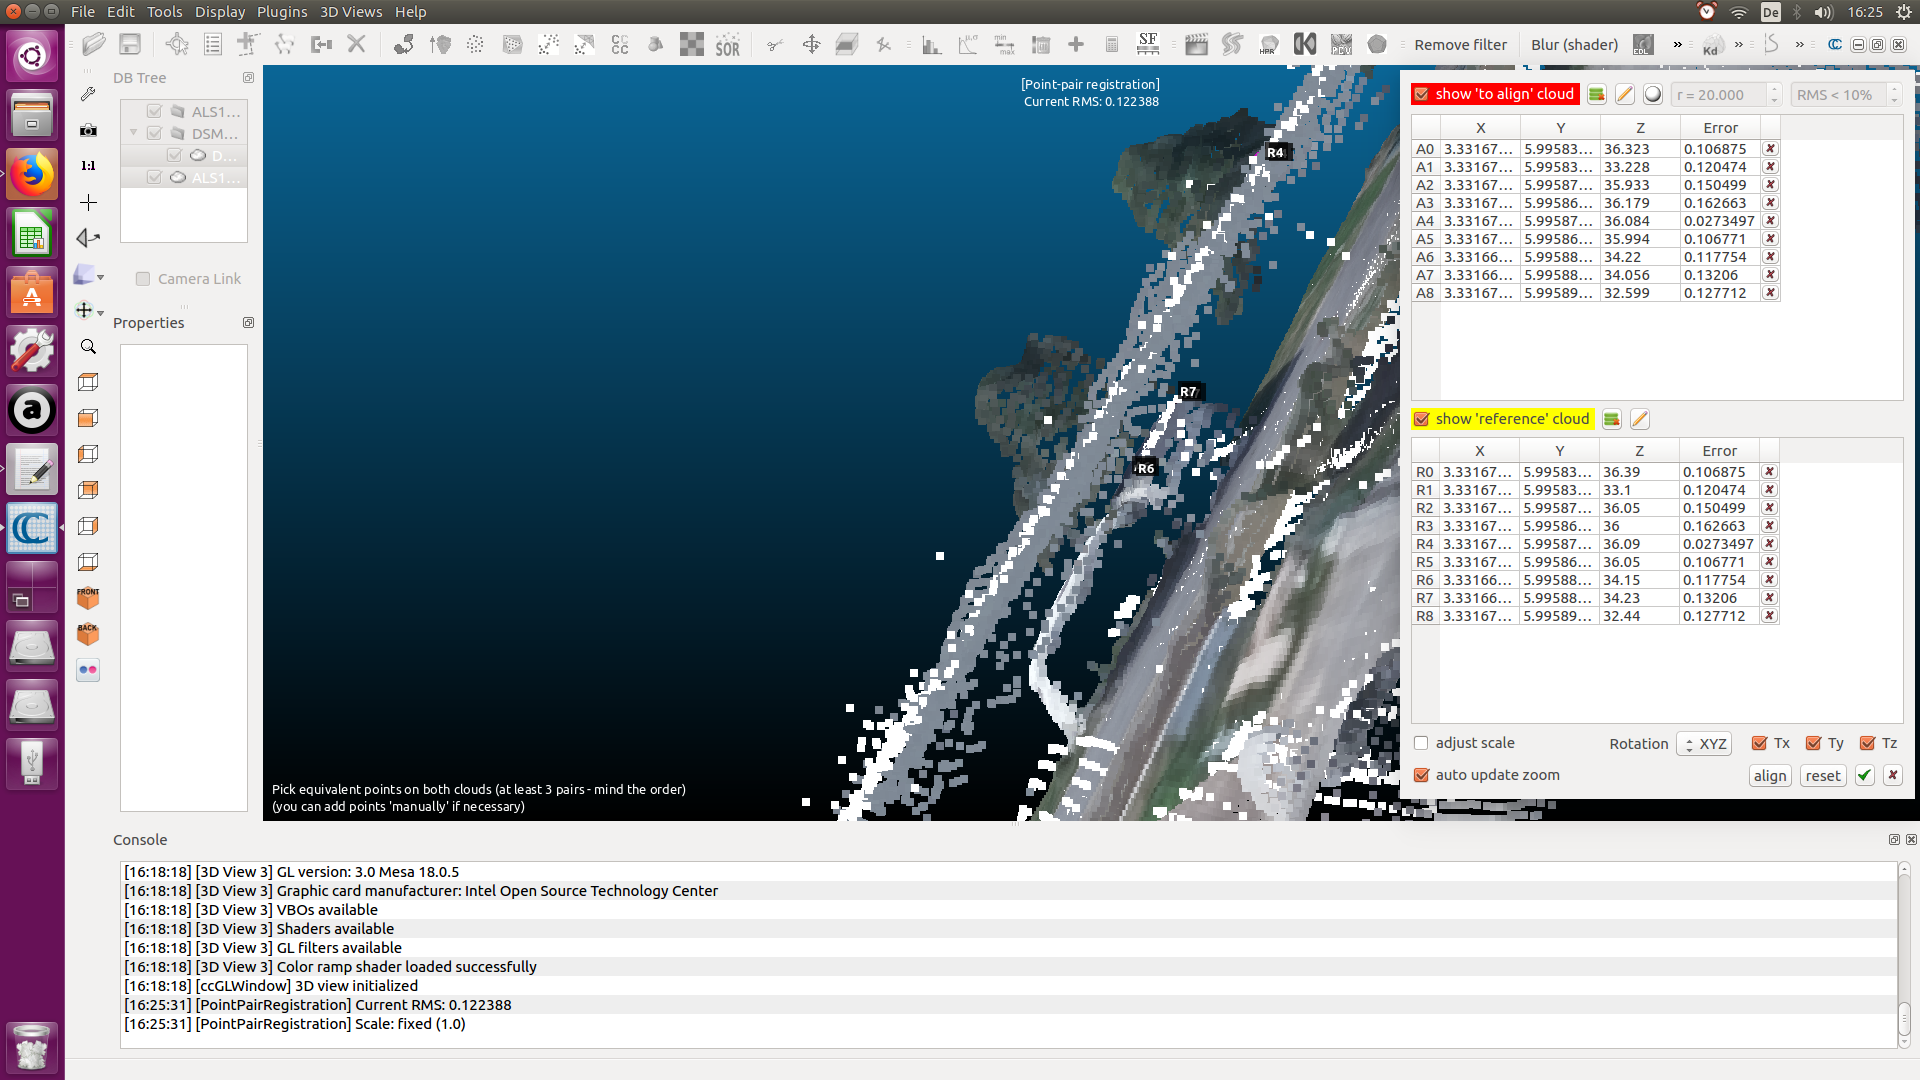 File Edit Tools Display Plugins 3D Views Help
De 16:25
SOR SF Remove filter Blur (shader) » Kd » »
DB Tree
ALS1...
DSM...
D...
ALS1...
1:1
Camera Link
Properties
FRONT
BACK
[Point-pair registration]
Current RMS: 0.122388
R4
R7
R6
Pick equivalent points on both clouds (at least 3 pairs - mind the order)
(you can add points 'manually' if necessary)
show 'to align' cloud r = 20.000 RMS < 10%
X Y Z Error
A0 3.33167... 5.99583... 36.323 0.106875
A1 3.33167... 5.99583... 33.228 0.120474
A2 3.33167... 5.99587... 35.933 0.150499
A3 3.33167... 5.99586... 36.179 0.162663
A4 3.33167... 5.99587... 36.084 0.0273497
A5 3.33167... 5.99586... 35.994 0.106771
A6 3.33166... 5.99588... 34.22 0.117754
A7 3.33166... 5.99588... 34.056 0.13206
A8 3.33167... 5.99589... 32.599 0.127712
show 'reference' cloud
X Y Z Error
R0 3.33167... 5.99583... 36.39 0.106875
R1 3.33167... 5.99583... 33.1 0.120474
R2 3.33167... 5.99587... 36.05 0.150499
R3 3.33167... 5.99586... 36 0.162663
R4 3.33167... 5.99587... 36.09 0.0273497
R5 3.33167... 5.99586... 36.05 0.106771
R6 3.33166... 5.99588... 34.15 0.117754
R7 3.33166... 5.99588... 34.23 0.13206
R8 3.33167... 5.99589... 32.44 0.127712
adjust scale Rotation XYZ Tx Ty Tz
auto update zoom align reset
Console
[16:18:18] [3D View 3] GL version: 3.0 Mesa 18.0.5
[16:18:18] [3D View 3] Graphic card manufacturer: Intel Open Source Technology Center
[16:18:18] [3D View 3] VBOs available
[16:18:18] [3D View 3] Shaders available
[16:18:18] [3D View 3] GL filters available
[16:18:18] [3D View 3] Color ramp shader loaded successfully
[16:18:18] [ccGLWindow] 3D view initialized
[16:25:31] [PointPairRegistration] Current RMS: 0.122388
[16:25:31] [PointPairRegistration] Scale: fixed (1.0)